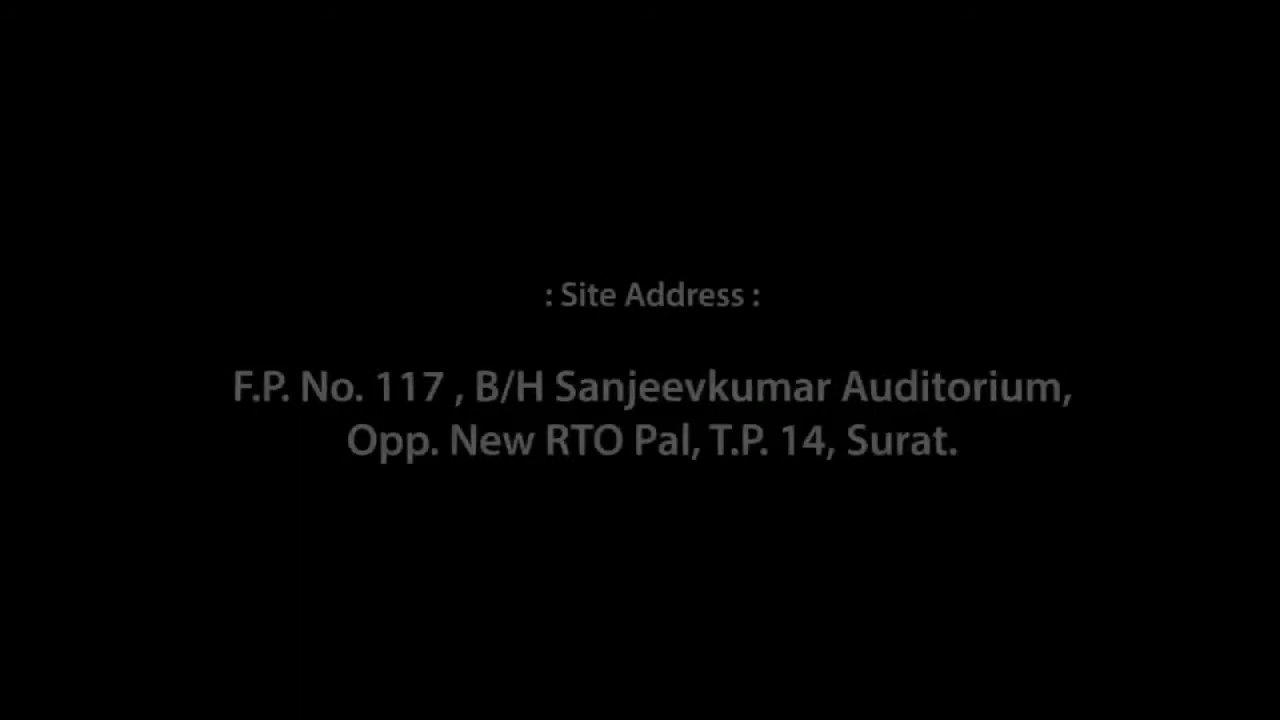 : Site Address :
F.P. No. 117 , B/H Sanjeevkumar Auditorium,
Opp. New RTO Pal, T.P. 14, Surat.